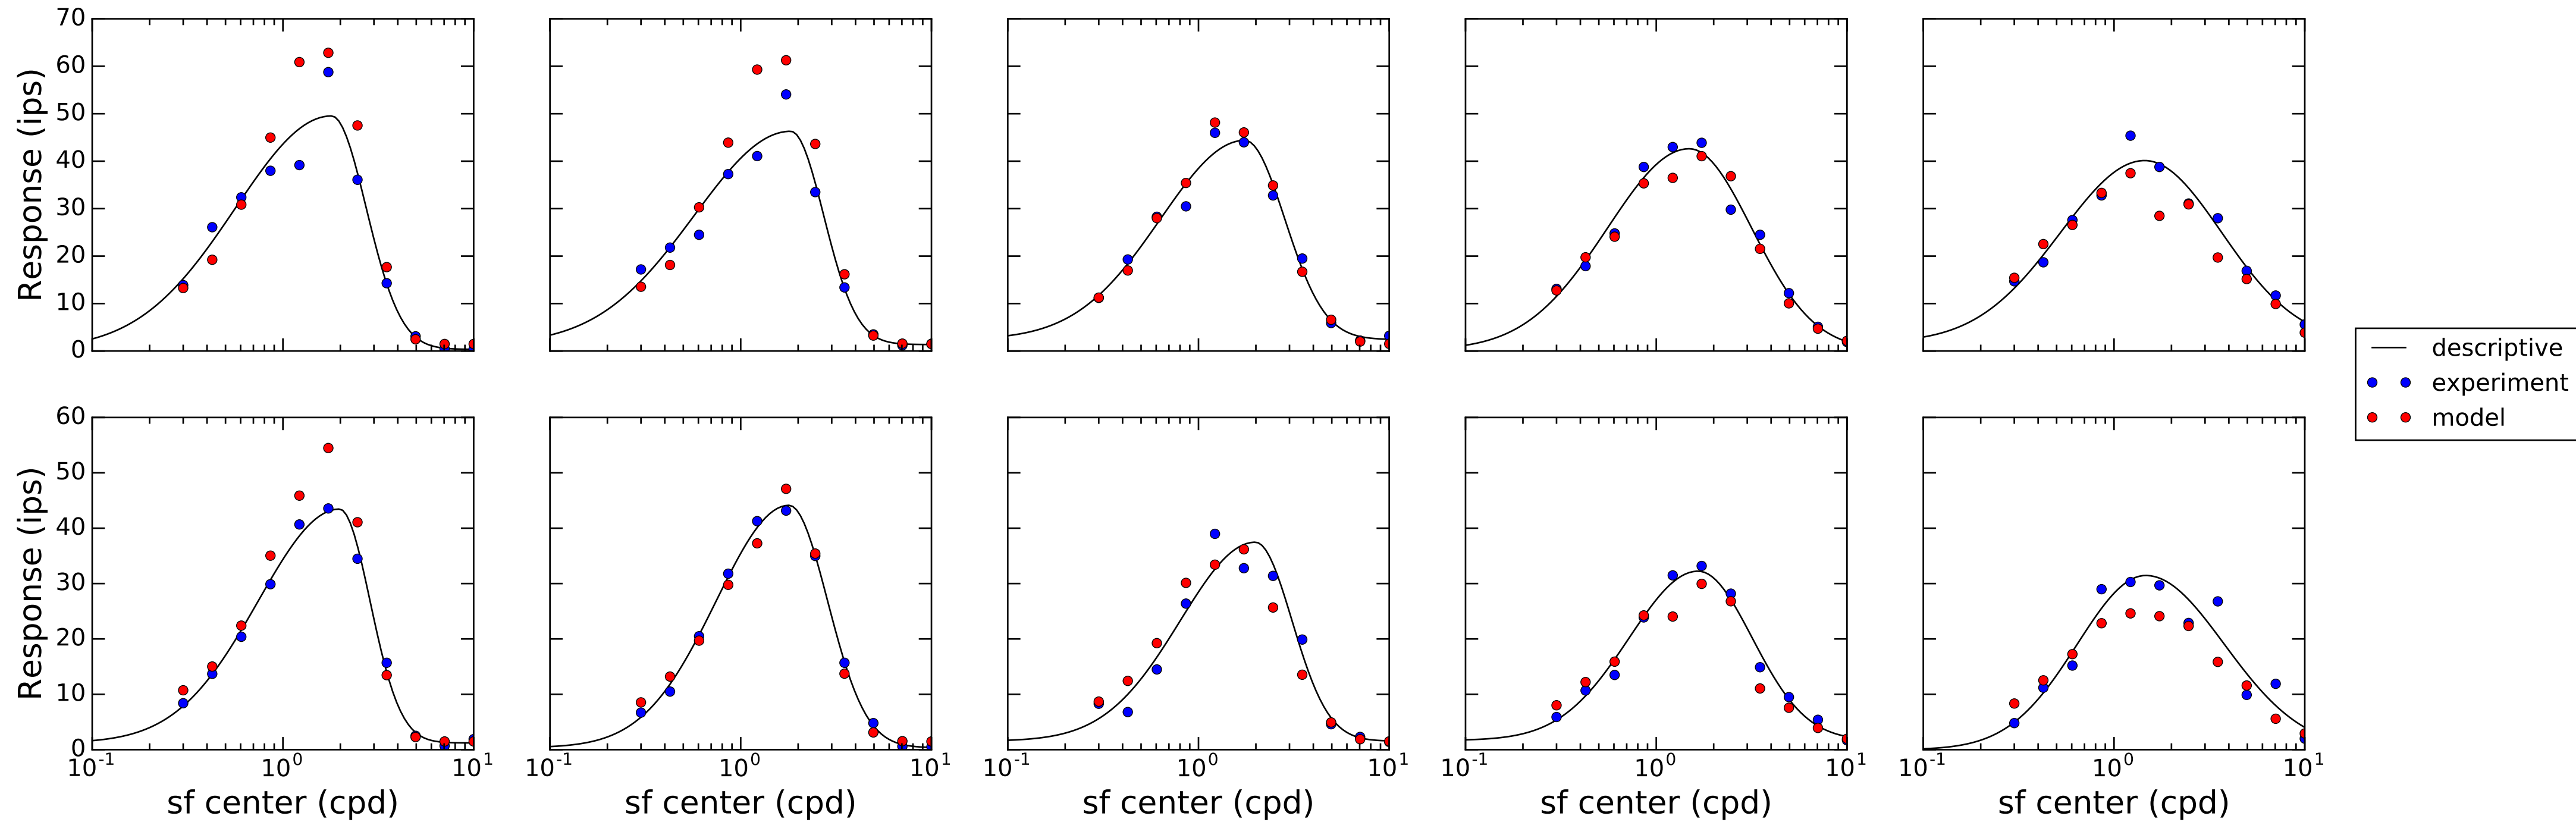 70
60
50
40
30
20
10
0
Response (ips)
descriptive
experiment
model
60
50
40
30
20
10
0
Response (ips)
10⁻¹ 10⁰ 10¹ 10⁻¹ 10⁰ 10¹ 10⁻¹ 10⁰ 10¹ 10⁻¹ 10⁰ 10¹ 10⁻¹ 10⁰ 10¹
sf center (cpd) sf center (cpd) sf center (cpd) sf center (cpd) sf center (cpd)